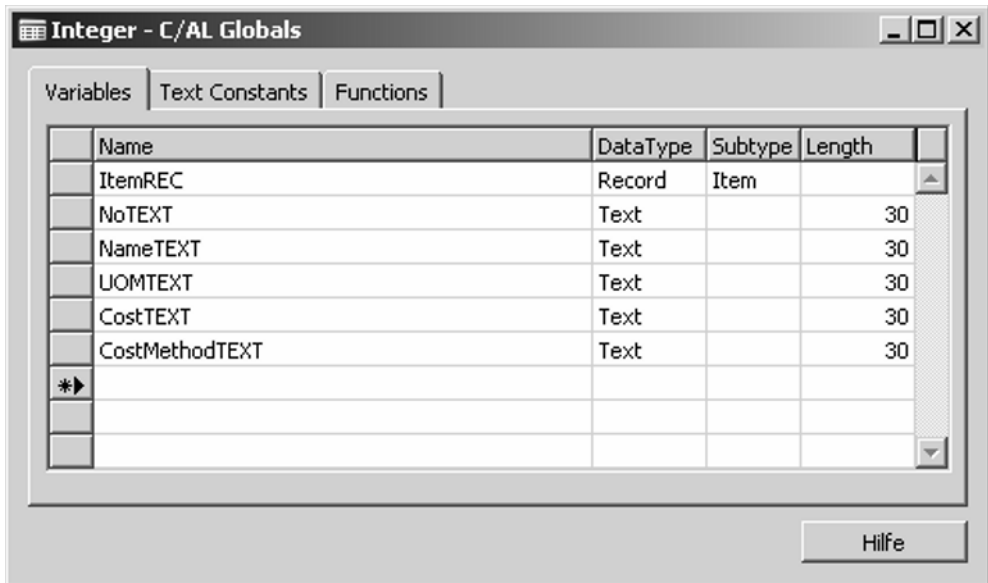 Integer - C/AL Globals
Variables Text Constants Functions
Name DataType Subtype Length
ItemREC Record Item
NoTEXT Text 30
NameTEXT Text 30
UOMTEXT Text 30
CostTEXT Text 30
CostMethodTEXT Text 30
Hilfe